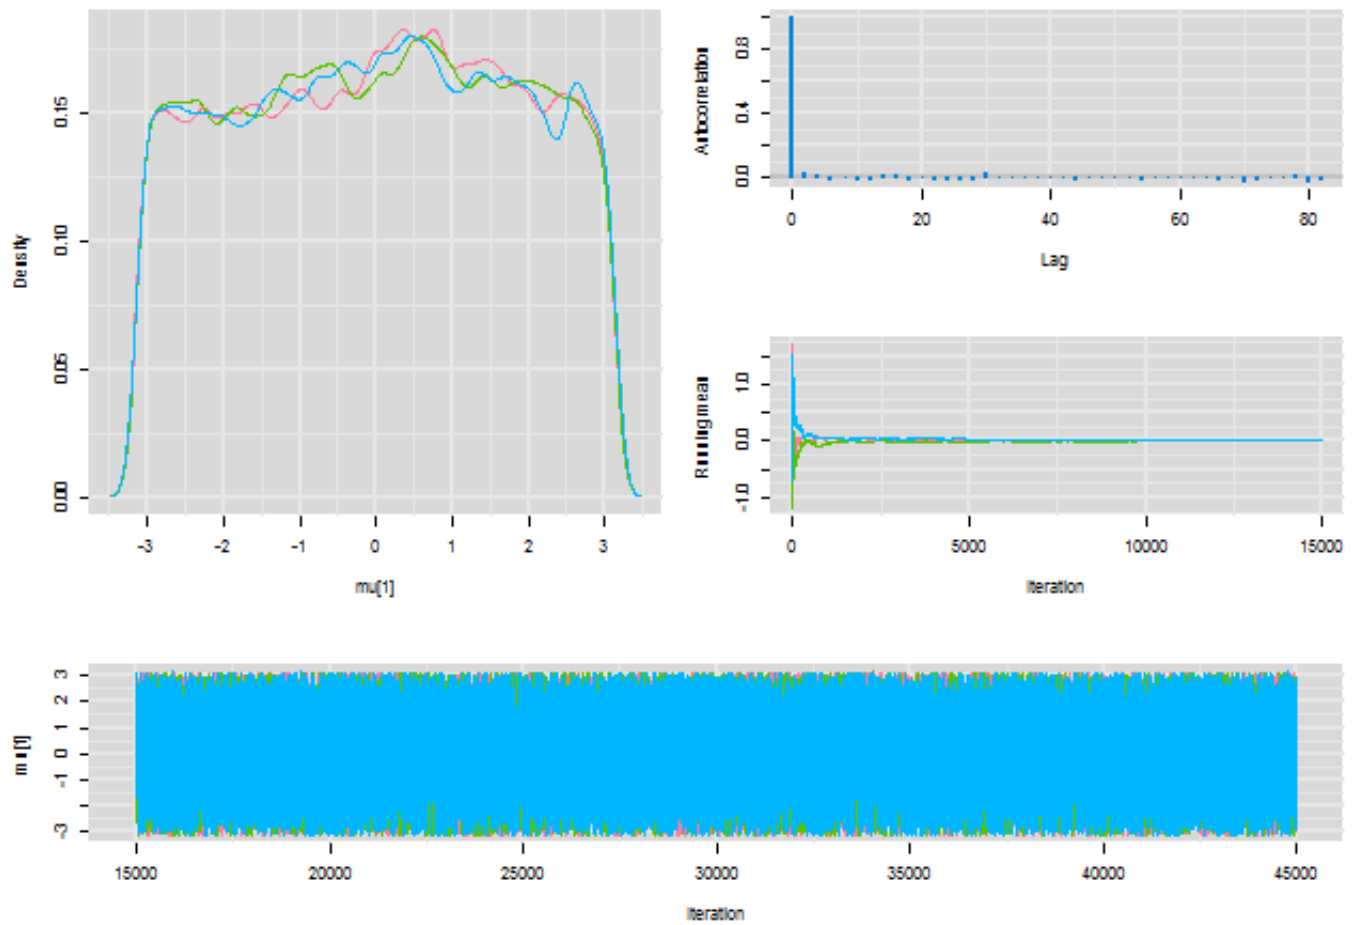 Density
0.00 0.05 0.10 0.15
-3 -2 -1 0 1 2 3
mu[1]
Autocorrelation
0.0 0.4 0.8
0 20 40 60 80
Lag
Running mean
-1.0 0.0 1.0
0 5000 10000 15000
Iteration
mu[1]
3
2
1
0
-1
-3
15000 20000 25000 30000 35000 40000 45000
Iteration